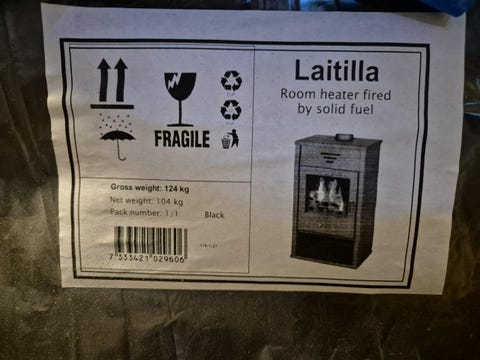 FRAGILE
Laitilla
Room heater fired
by solid fuel
Gross weight: 124 kg
Net weight: 104 kg
Pack number: 1/1 Black
7 333421 029606